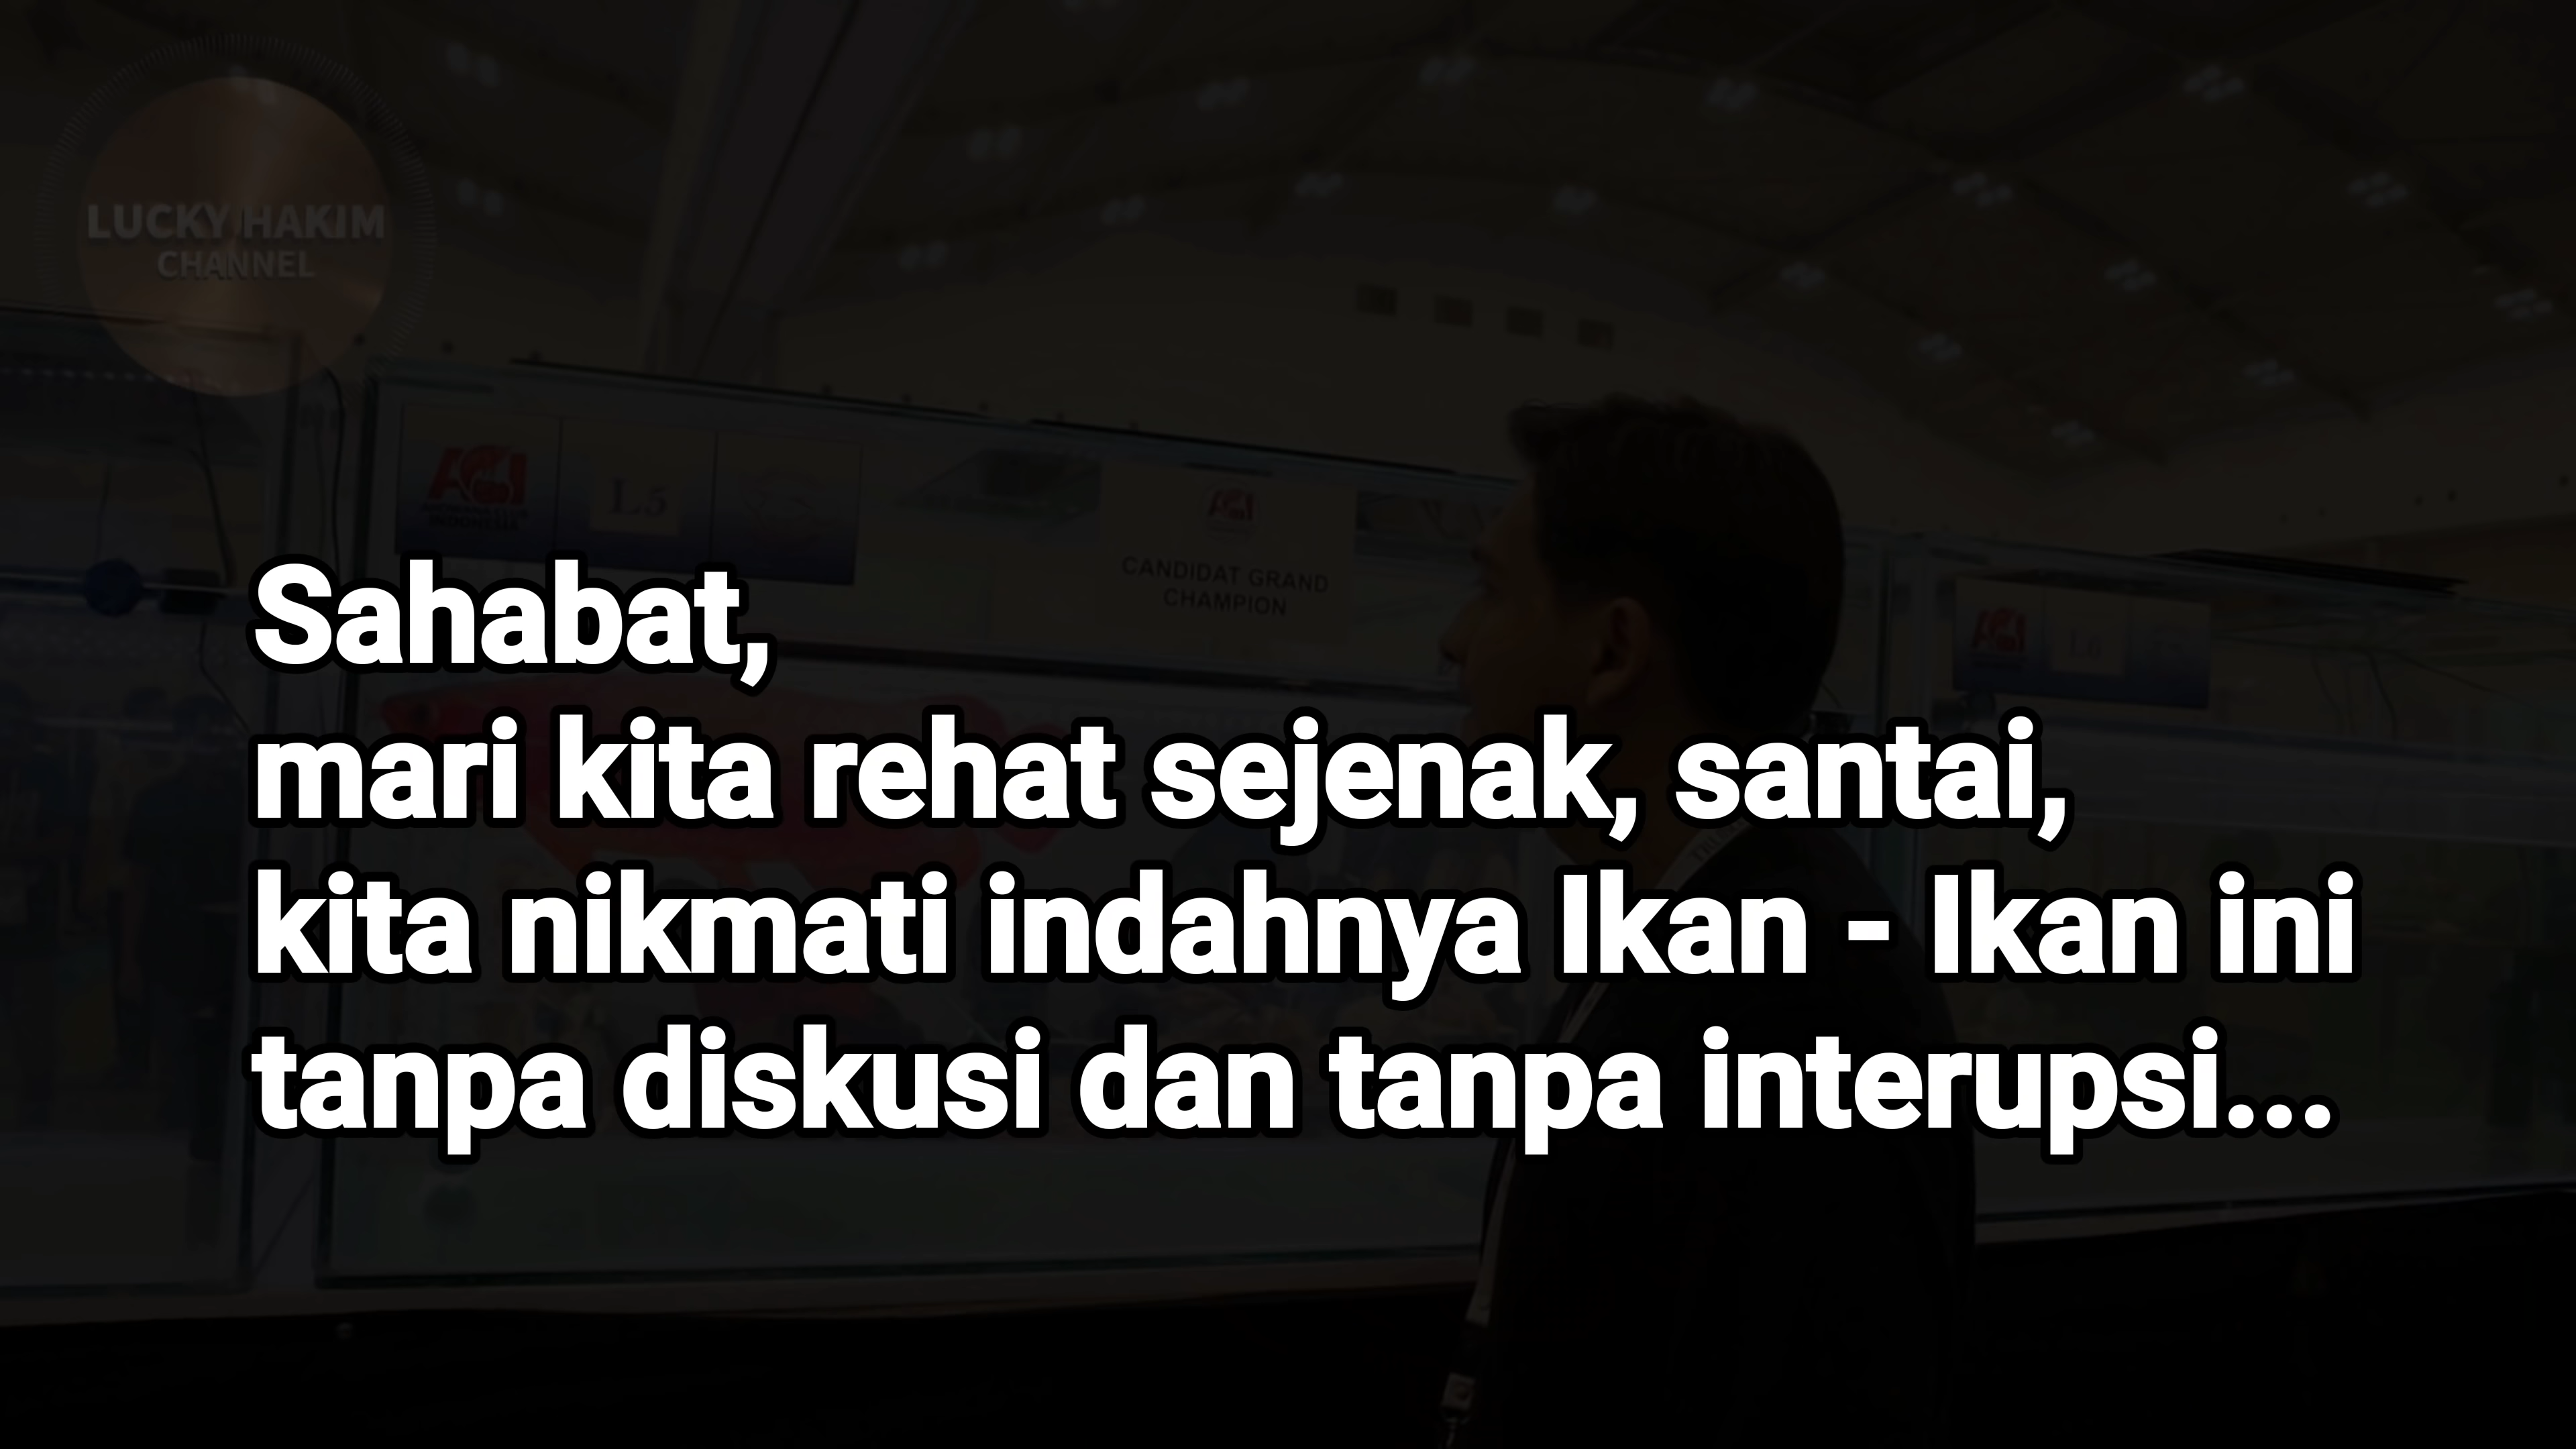 LUCKY HAKIM
CHANNEL
L5
CANDIDAT GRAND
CHAMPION
Sahabat,
mari kita rehat sejenak, santai,
kita nikmati indahnya Ikan - Ikan ini
tanpa diskusi dan tanpa interupsi...